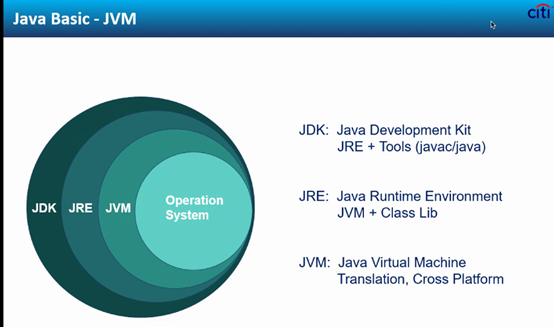 Java Basic - JVM
citi
JDK
JRE
JVM
Operation
System
JDK: Java Development Kit
JRE + Tools (javac/java)
JRE: Java Runtime Environment
JVM + Class Lib
JVM: Java Virtual Machine
Translation, Cross Platform